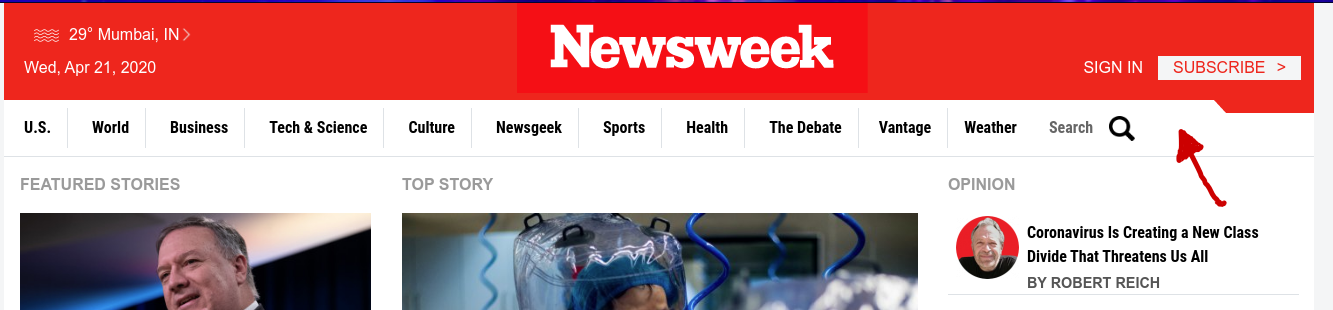 29° Mumbai, IN >
Newsweek
Wed, Apr 21, 2020
SIGN IN SUBSCRIBE >
U.S. World Business Tech & Science Culture Newsgeek Sports Health The Debate Vantage Weather Search
FEATURED STORIES
TOP STORY
OPINION
Coronavirus Is Creating a New Class
Divide That Threatens Us All
BY ROBERT REICH